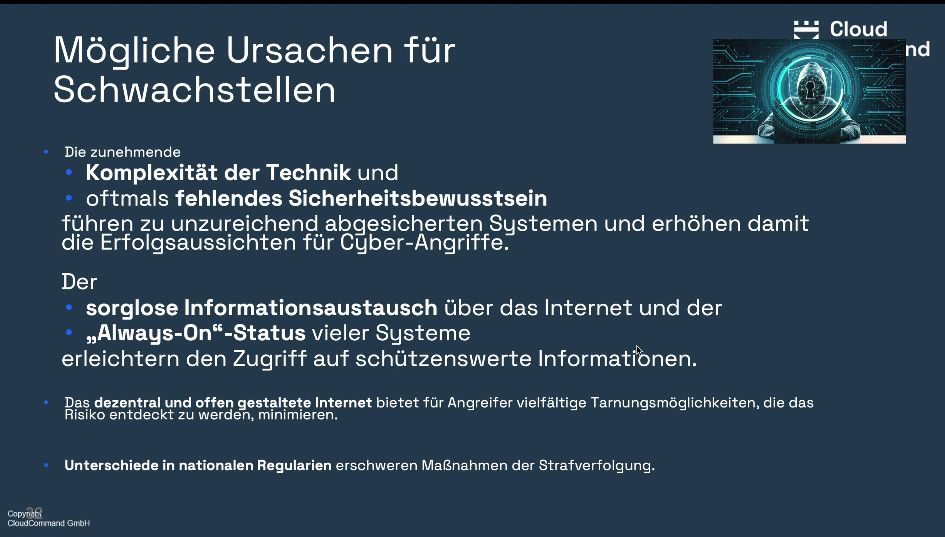 Mögliche Ursachen für
Schwachstellen
Cloud
nd
• Die zunehmende
• Komplexität der Technik und
• oftmals fehlendes Sicherheitsbewusstsein
führen zu unzureichend abgesicherten Systemen und erhöhen damit
die Erfolgsaussichten für Cyber-Angriffe.
Der
• sorglose Informationsaustausch über das Internet und der
• „Always-On“-Status vieler Systeme
erleichtern den Zugriff auf schützenswerte Informationen.
• Das dezentral und offen gestaltete Internet bietet für Angreifer vielfältige Tarnungsmöglichkeiten, die das
Risiko entdeckt zu werden, minimieren.
• Unterschiede in nationalen Regularien erschweren Maßnahmen der Strafverfolgung.
Copyright
CloudCommand GmbH